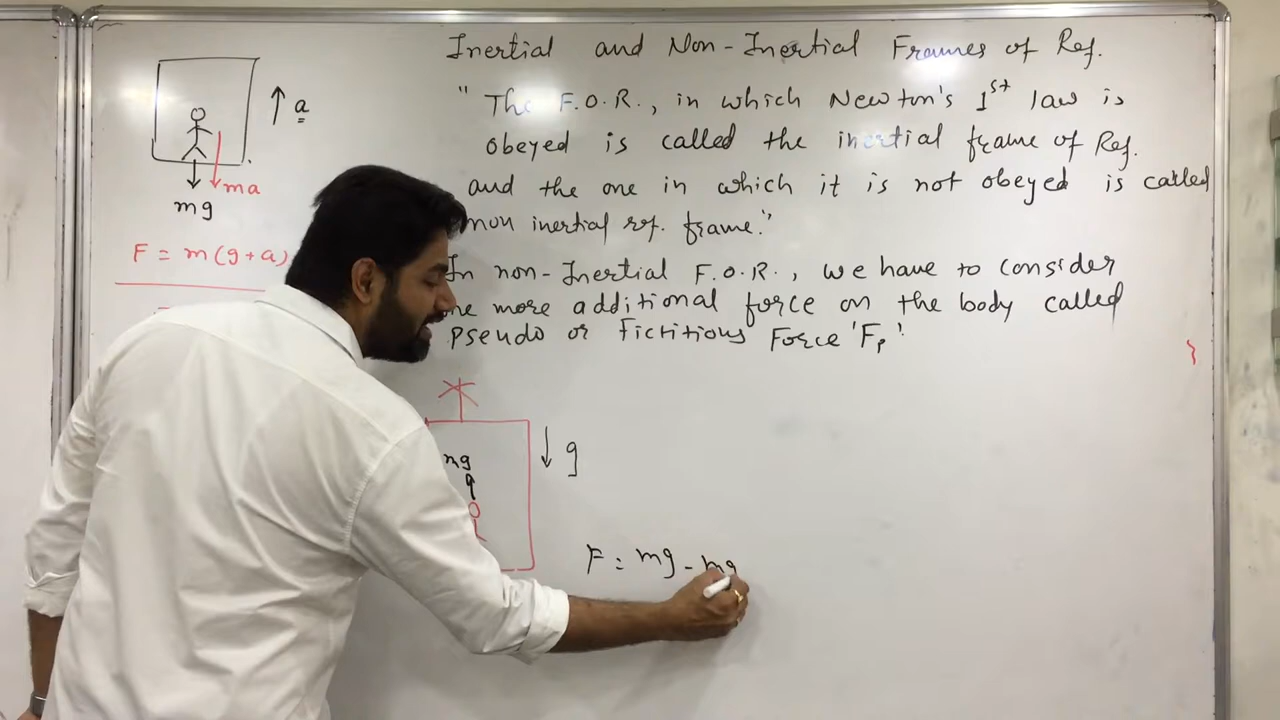 Inertial and Non-Inertial Frames of Ref.
" The F.O.R., in which Newton's 1st law is
obeyed is called the inertial frame of Ref.
and the one in which it is not obeyed is called
non inertial ref. frame."
In non-Inertial F.O.R., we have to consider
more additional force on the body called
pseudo or Fictitious Force 'Fp'
a
ma
mg
F = m(g+a)
mg
g
F = mg - mg